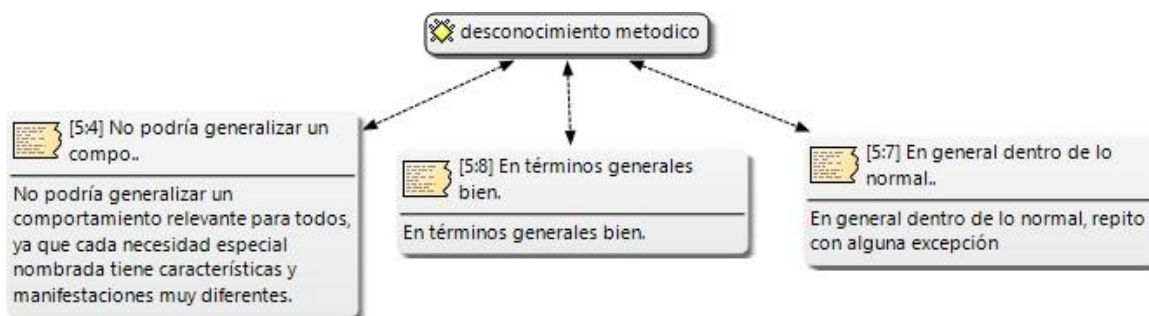 desconocimiento metodico
[5:4] No podría generalizar un
compo..
No podría generalizar un
comportamiento relevante para todos,
ya que cada necesidad especial
nombrada tiene características y
manifestaciones muy diferentes.
[5:8] En términos generales
bien.
En términos generales bien.
[5:7] En general dentro de lo
normal..
En general dentro de lo normal, repito
con alguna excepción